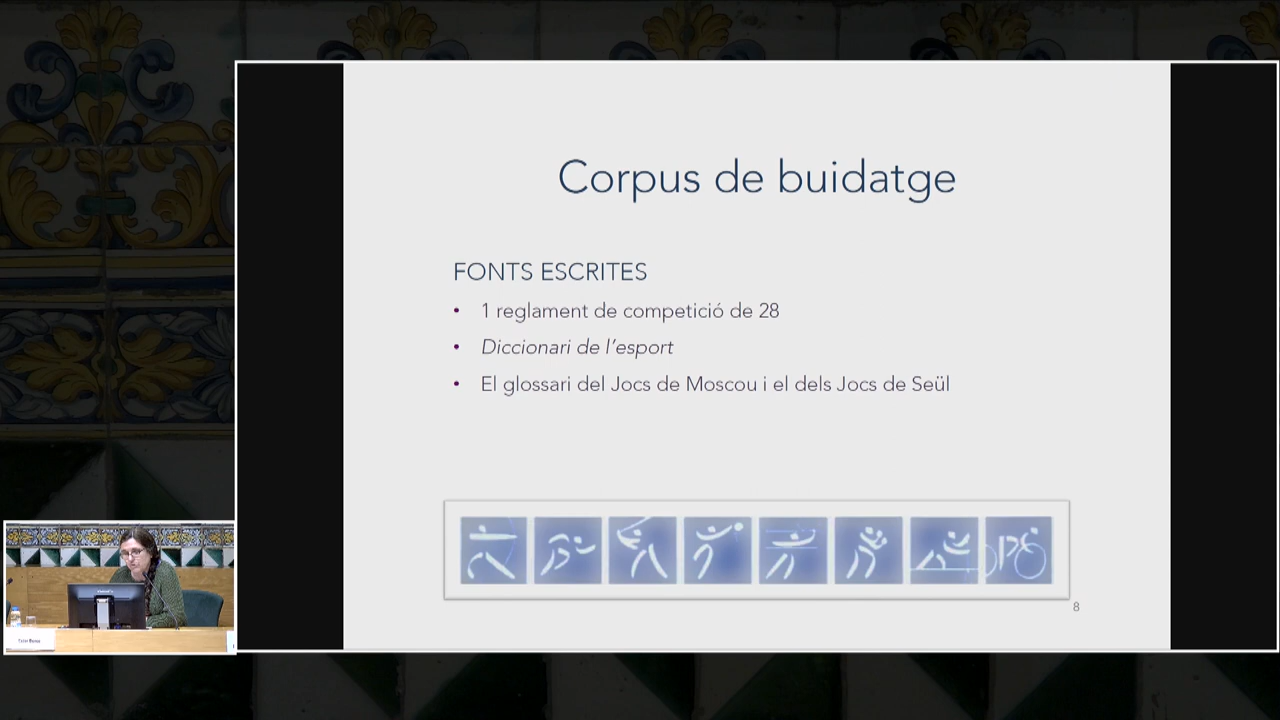 Corpus de buidatge
FONTS ESCRITES
• 1 reglament de competició de 28
• Diccionari de l'esport
• El glossari del Jocs de Moscou i el dels Jocs de Seül
8